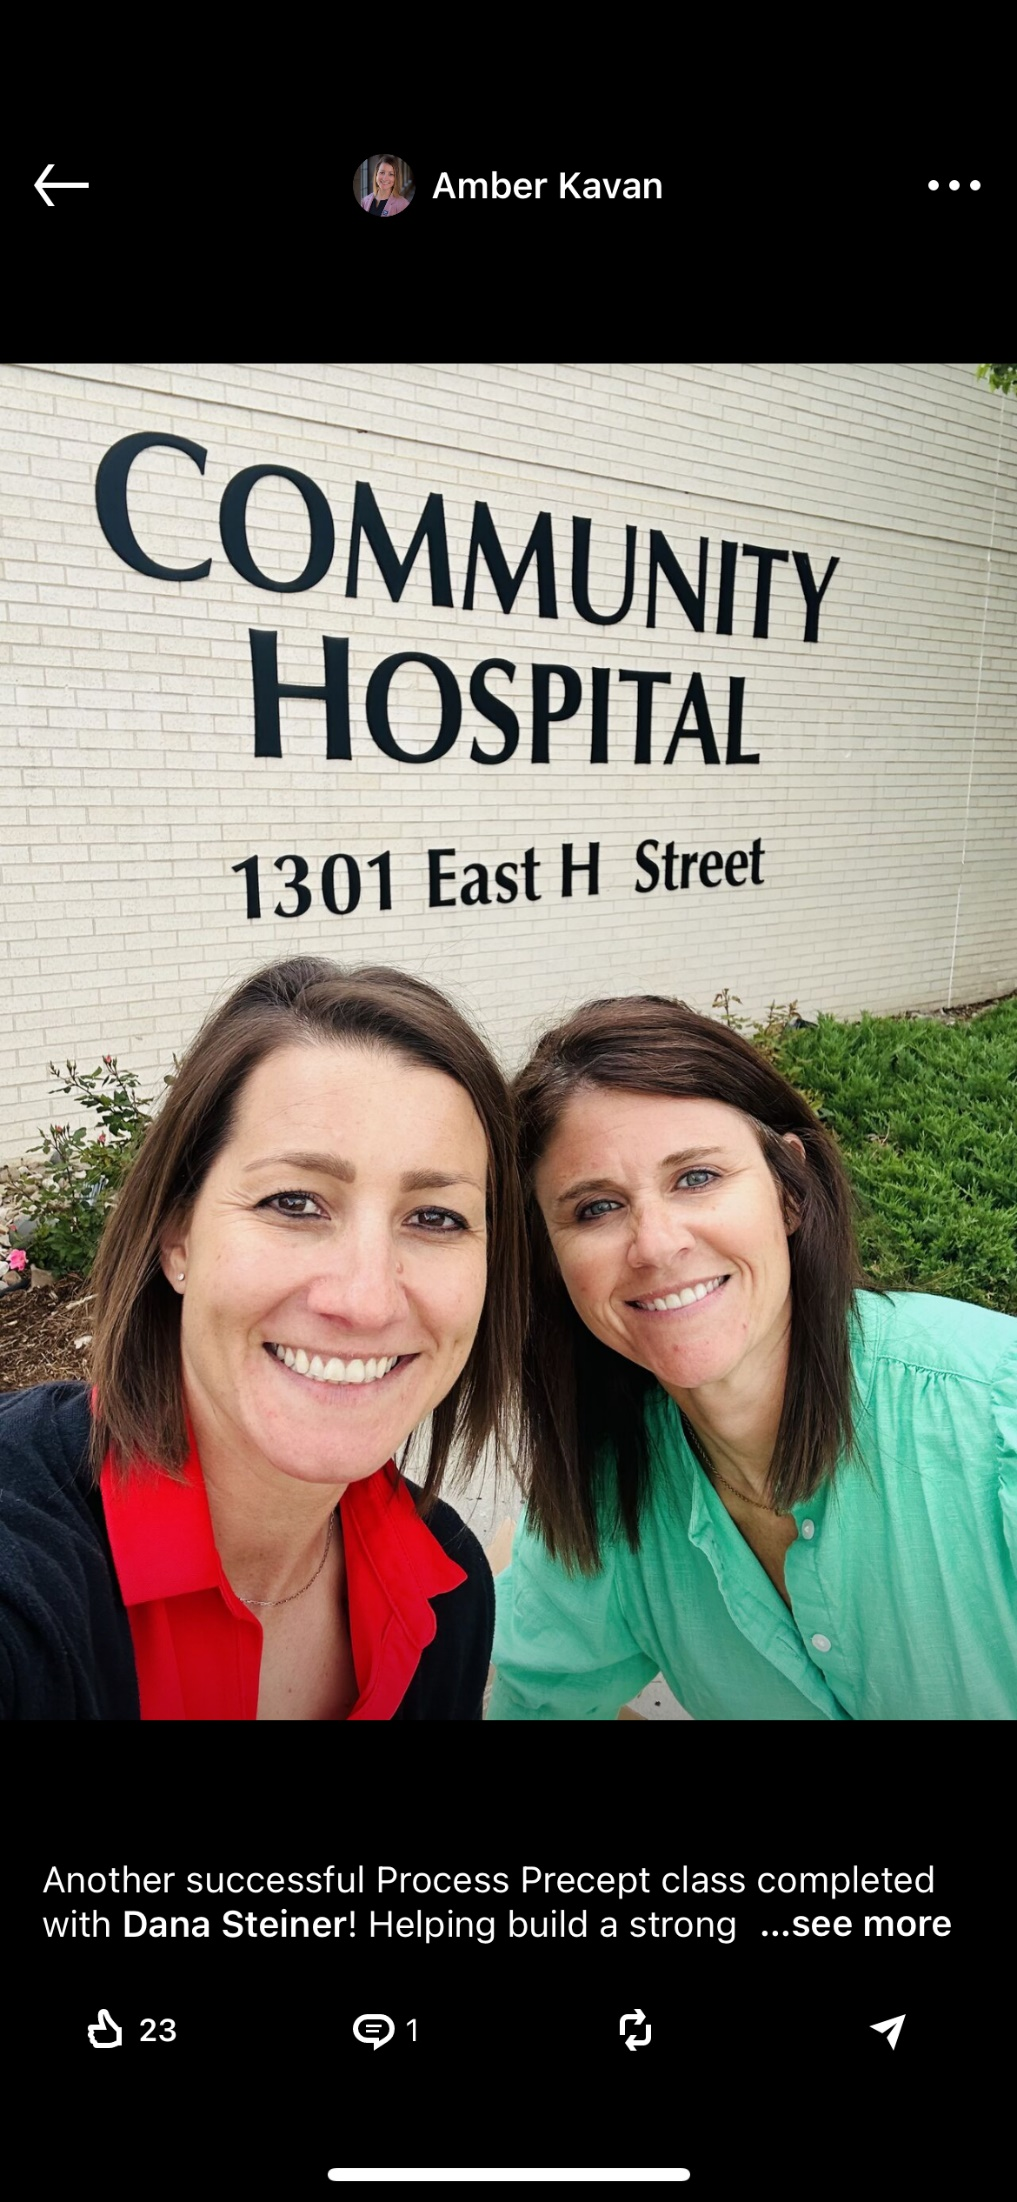 Amber Kavan
COMMUNITY
HOSPITAL
1301 East H Street
Another successful Process Precept class completed
with Dana Steiner! Helping build a strong ...see more
23
1